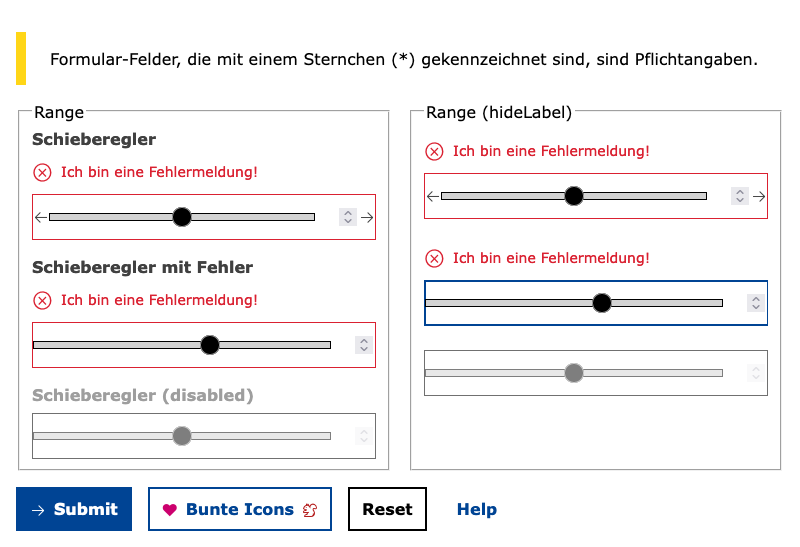 Formular-Felder, die mit einem Sternchen (*) gekennzeichnet sind, sind Pflichtangaben.
Range
Schieberegler
Ich bin eine Fehlermeldung!
Schieberegler mit Fehler
Ich bin eine Fehlermeldung!
Schieberegler (disabled)
Range (hideLabel)
Ich bin eine Fehlermeldung!
Ich bin eine Fehlermeldung!
Submit
Bunte Icons
Reset
Help